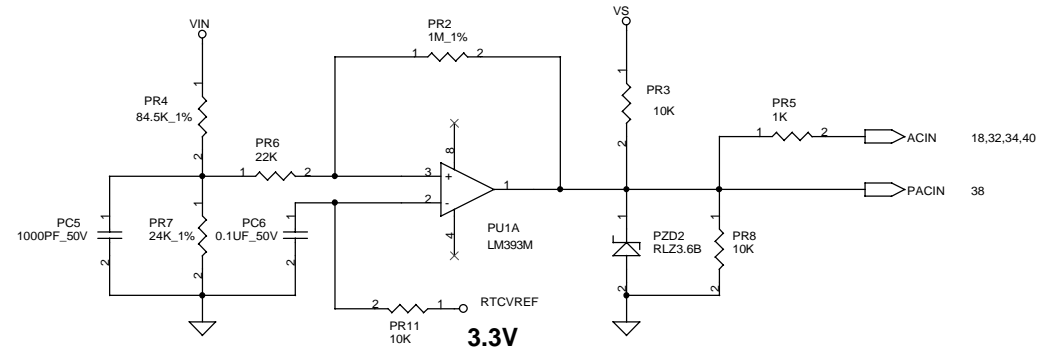 VIN
PR2
1M_1%
VS
1
2
1
1
PR4
84.5K_1%
2
PR3
10K
1
2
PR5
1K
1
2
ACIN
18,32,34,40
PR6
22K
1
2
8
3
+
2
-
1
4
PU1A
LM393M
PACIN
38
1
PC5
1000PF_50V
2
1
PR7
24K_1%
2
1
PC6
0.1UF_50V
2
1
PZD2
RLZ3.6B
2
1
PR8
10K
2
2
1
PR11
10K
RTCVREF
3.3V